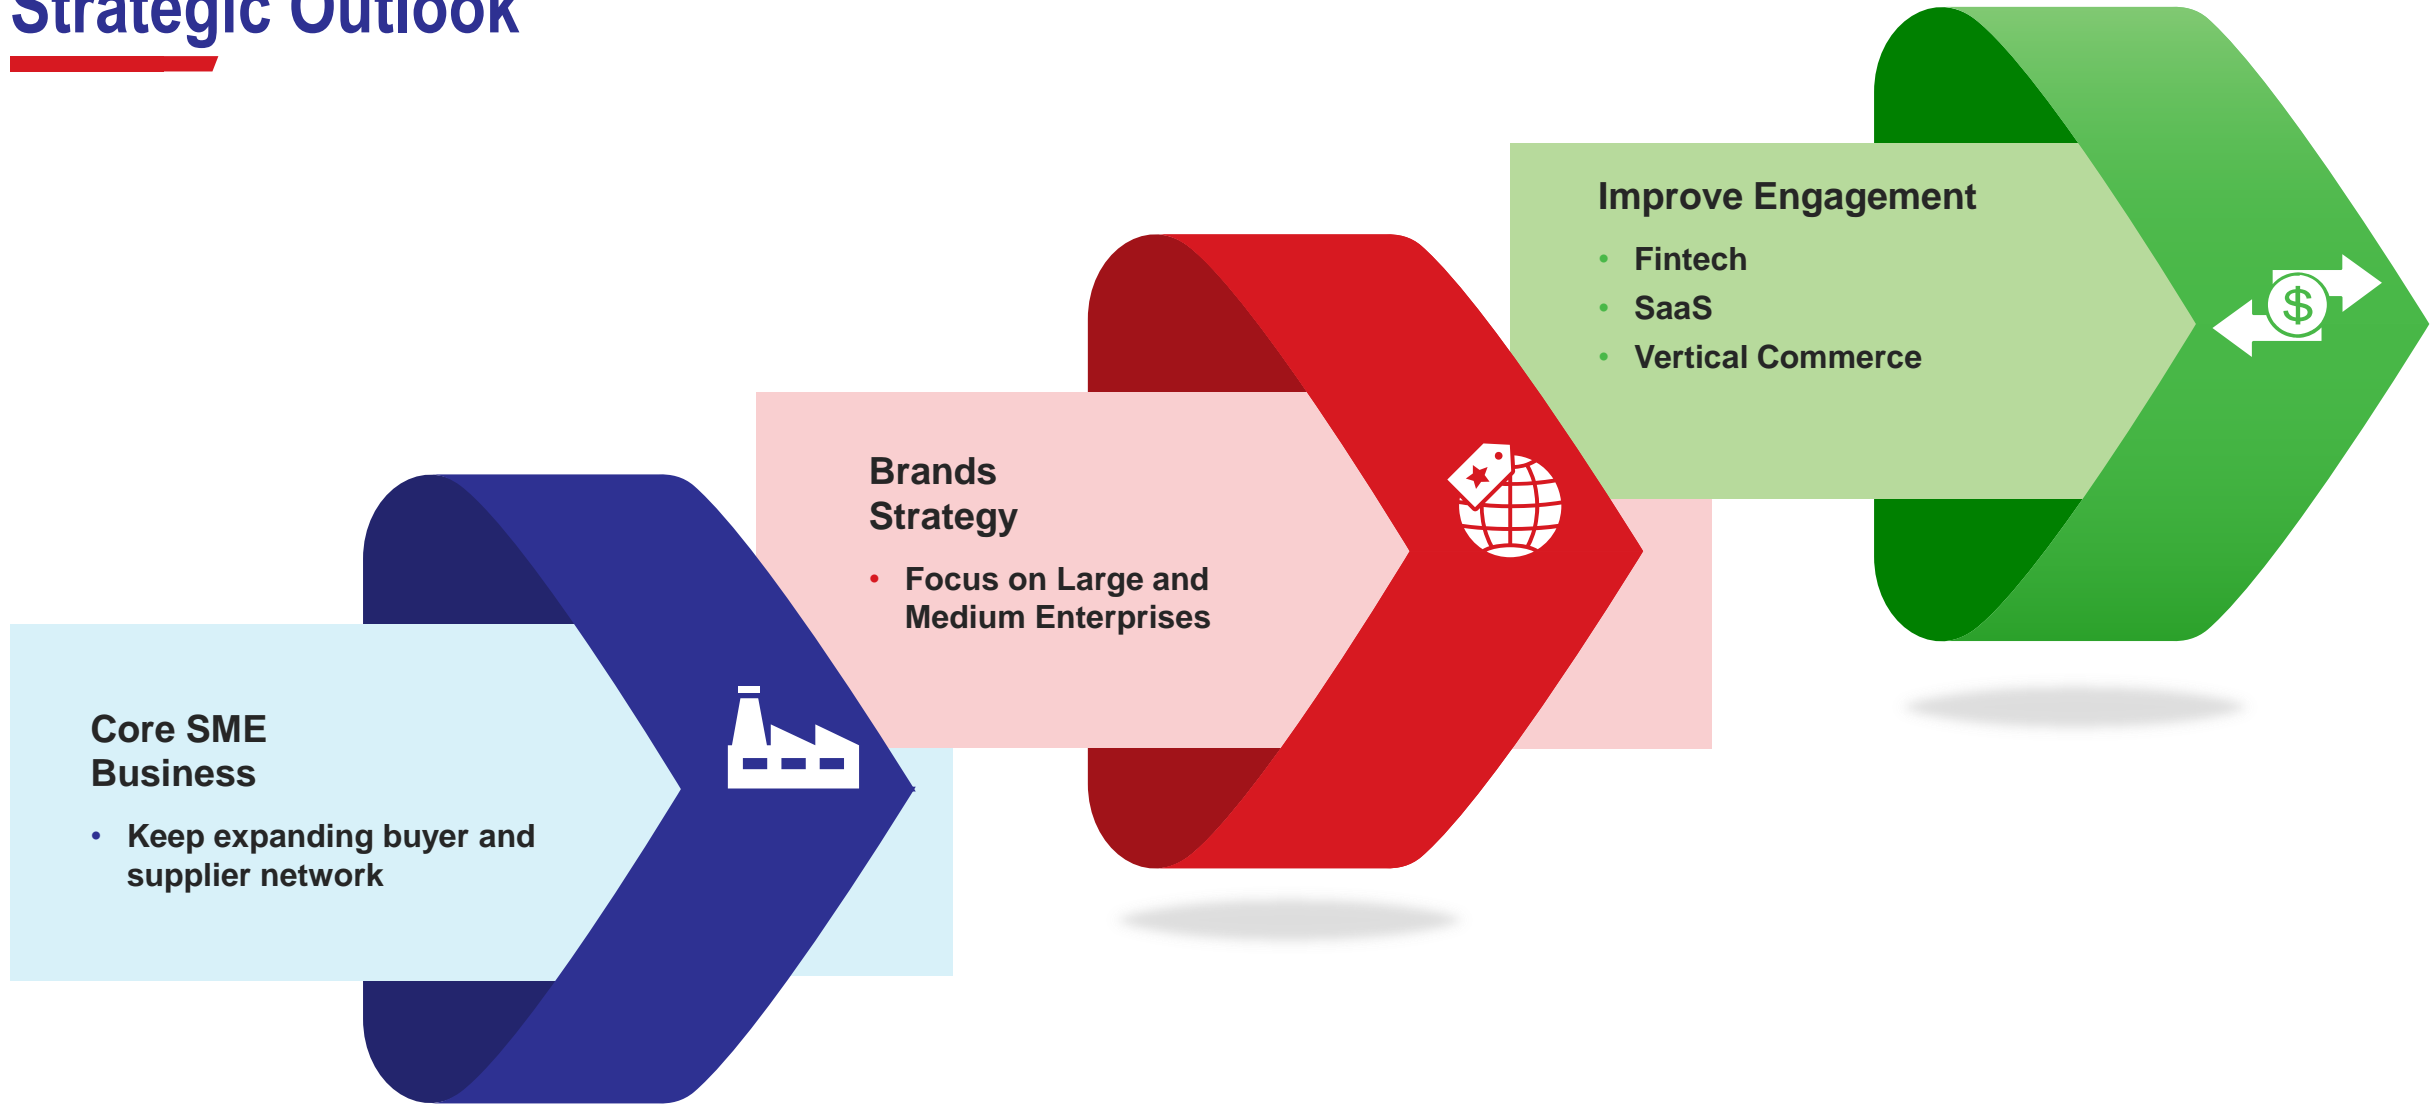 Strategic Outlook
Core SME
Business
• Keep expanding buyer and
supplier network
Brands
Strategy
• Focus on Large and
Medium Enterprises
Improve Engagement
• Fintech
• SaaS
• Vertical Commerce
$